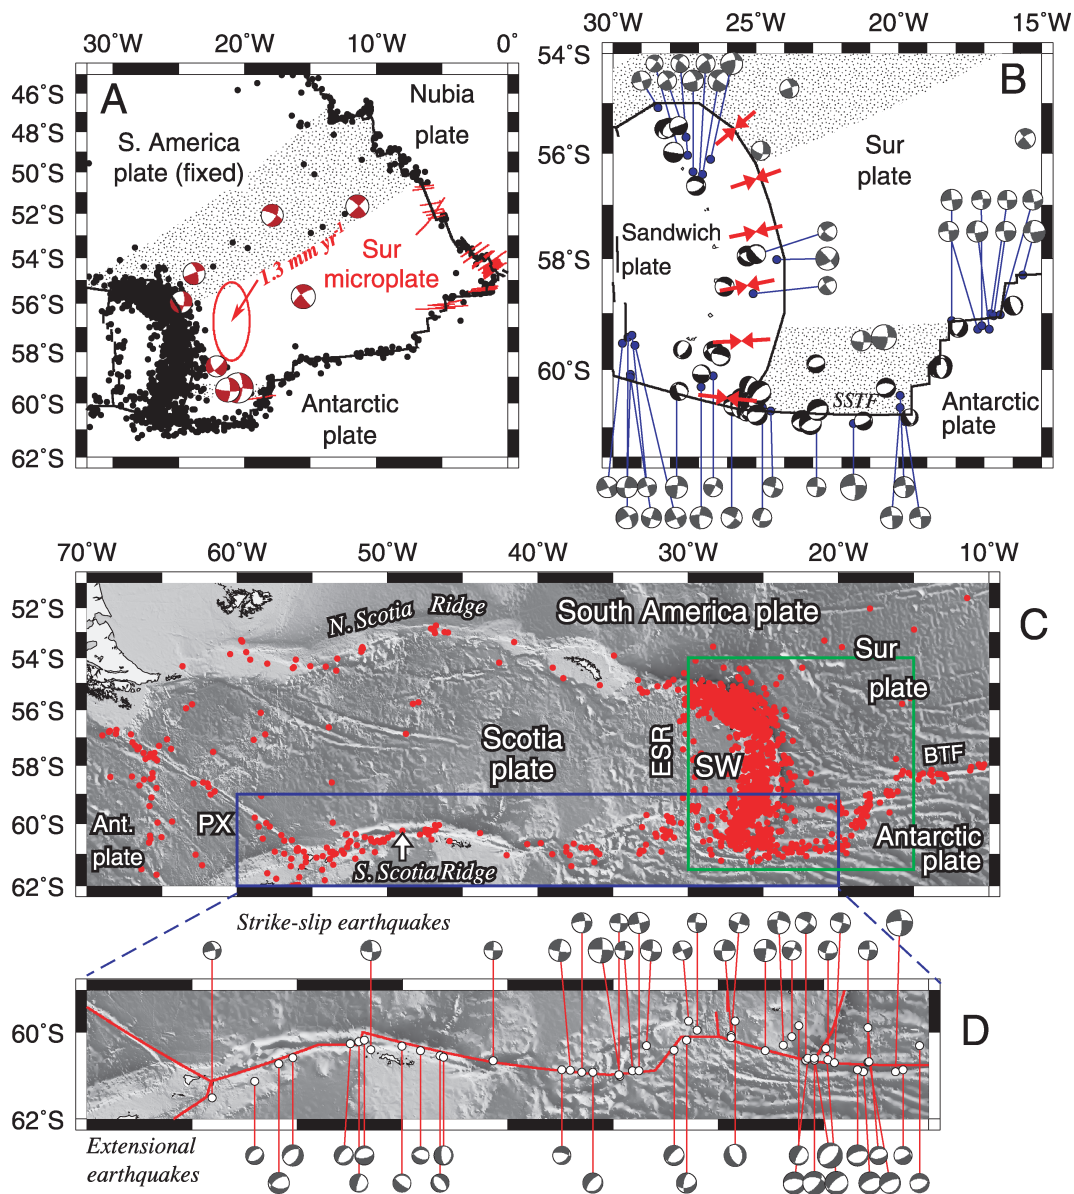 30°W 20°W 10°W 0°
46°S
48°S
50°S
52°S
54°S
56°S
58°S
60°S
62°S
A
Nubia
plate
S. America
plate (fixed)
1.3 mm yr-1
Sur
microplate
Antarctic
plate
30°W 25°W 20°W 15°W
54°S
56°S
58°S
60°S
B
Sur
plate
Sandwich
plate
SSTF
Antarctic
plate
70°W 60°W 50°W 40°W 30°W 20°W 10°W
52°S
54°S
56°S
58°S
60°S
62°S
C
N. Scotia Ridge
South America plate
Sur
plate
Scotia
plate
ESR
SW
BTF
Ant.
plate
PX
S. Scotia Ridge
Antarctic
plate
Strike-slip earthquakes
60°S
62°S
D
Extensional
earthquakes